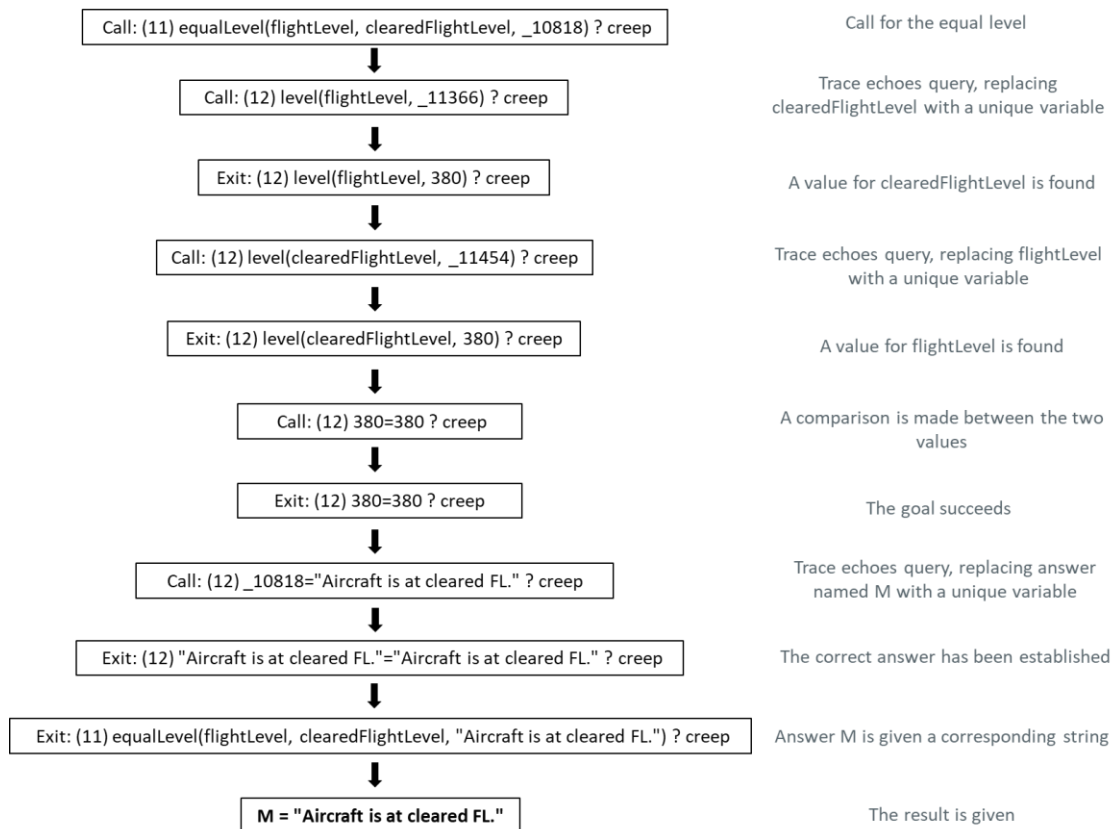 Call: (11) equalLevel(flightLevel, clearedFlightLevel, _10818) ? creep
Call for the equal level
Call: (12) level(flightLevel, _11366) ? creep
Trace echoes query, replacing
clearedFlightLevel with a unique variable
Exit: (12) level(flightLevel, 380) ? creep
A value for clearedFlightLevel is found
Call: (12) level(clearedFlightLevel, _11454) ? creep
Trace echoes query, replacing flightLevel
with a unique variable
Exit: (12) level(clearedFlightLevel, 380) ? creep
A value for flightLevel is found
Call: (12) 380=380 ? creep
A comparison is made between the two
values
Exit: (12) 380=380 ? creep
The goal succeeds
Call: (12) _10818="Aircraft is at cleared FL." ? creep
Trace echoes query, replacing answer
named M with a unique variable
Exit: (12) "Aircraft is at cleared FL."="Aircraft is at cleared FL." ? creep
The correct answer has been established
Exit: (11) equalLevel(flightLevel, clearedFlightLevel, "Aircraft is at cleared FL.") ? creep
Answer M is given a corresponding string
M = "Aircraft is at cleared FL."
The result is given